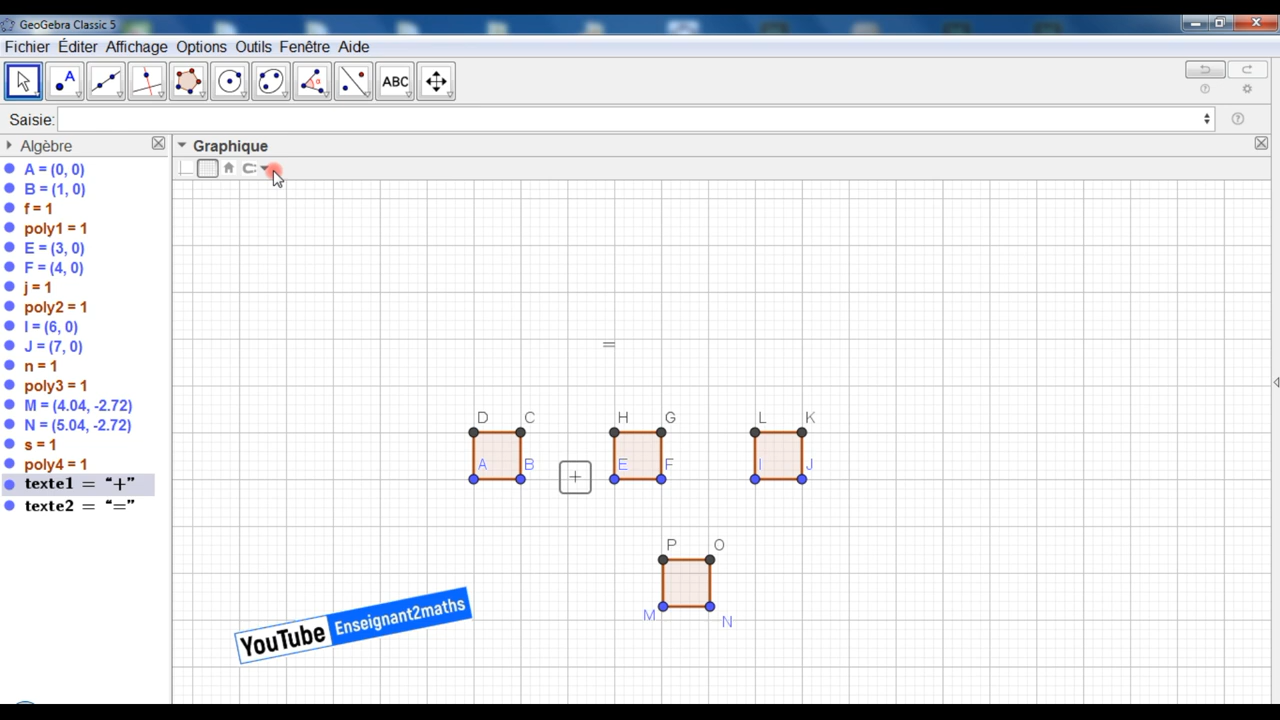 GeoGebra Classic 5
Fichier Éditer Affichage Options Outils Fenêtre Aide
A ABC
Saisie:
Algèbre
Graphique
A = (0, 0)
B = (1, 0)
f = 1
poly1 = 1
E = (3, 0)
F = (4, 0)
j = 1
poly2 = 1
I = (6, 0)
J = (7, 0)
n = 1
poly3 = 1
M = (4.04, -2.72)
N = (5.04, -2.72)
s = 1
poly4 = 1
texte1 = “+”
texte2 = “=”
=
D C H G L K
A B E F I J
+
P O
M N
YouTube Enseignant2maths